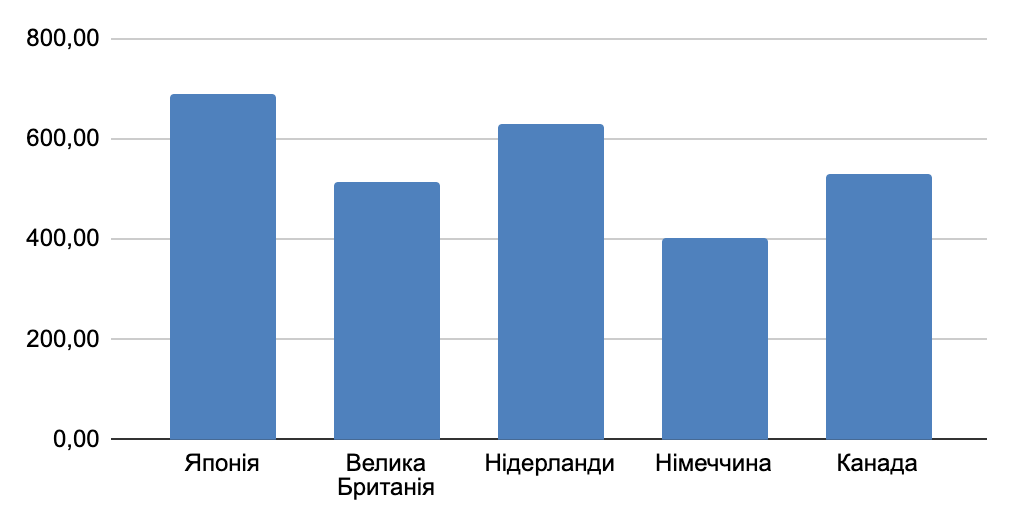 800,00
600,00
400,00
200,00
0,00
Японія
Велика
Британія
Нідерланди
Німеччина
Канада